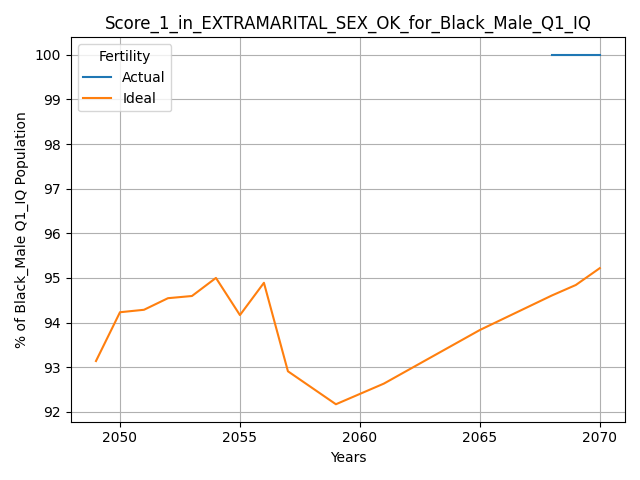 Score_1_in_EXTRAMARITAL_SEX_OK_for_Black_Male_Q1_IQ
Fertility
Actual
Ideal
% of Black_Male Q1_IQ Population
100
99
98
97
96
95
94
93
92
2050
2055
2060
2065
2070
Years